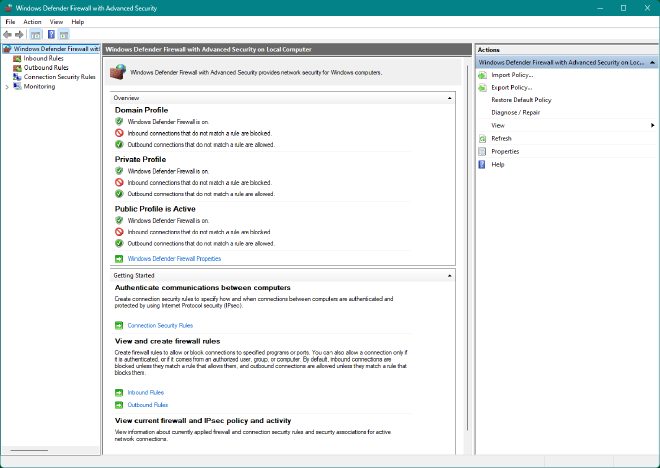 Windows Defender Firewall with Advanced Security
File Action View Help
Windows Defender Firewall with
Inbound Rules
Outbound Rules
Connection Security Rules
Monitoring
Windows Defender Firewall with Advanced Security on Local Computer
Windows Defender Firewall with Advanced Security provides network security for Windows computers.
Overview
Domain Profile
Windows Defender Firewall is on.
Inbound connections that do not match a rule are blocked.
Outbound connections that do not match a rule are allowed.
Private Profile
Windows Defender Firewall is on.
Inbound connections that do not match a rule are blocked.
Outbound connections that do not match a rule are allowed.
Public Profile is Active
Windows Defender Firewall is on.
Inbound connections that do not match a rule are blocked
Outbound connections that do not match a rule are allowed.
Windows Defender Firewall Properties
Getting Started
Authenticate communications between computers
Create connection security rules to specify how and when connections between computers are authenticated and
protected by using Internet Protocol security (IPsec).
Connection Security Rules
View and create firewall rules
Create firewall rules to allow or block connections to specified programs or ports. You can also allow a connection only if
it is authenticated, or if it comes from an authorized user, group, or computer. By default, inbound connections are
blocked unless they match a rule that allows them, and outbound connections are allowed unless they match a rule that
blocks them.
Inbound Rules
Outbound Rules
View current firewall and IPsec policy and activity
View information about currently applied firewall and connection security rules and security associations for active
network connections.
Actions
Windows Defender Firewall with Advanced Security on Loc...
Import Policy...
Export Policy...
Restore Default Policy
Diagnose / Repair
View
Refresh
Properties
Help